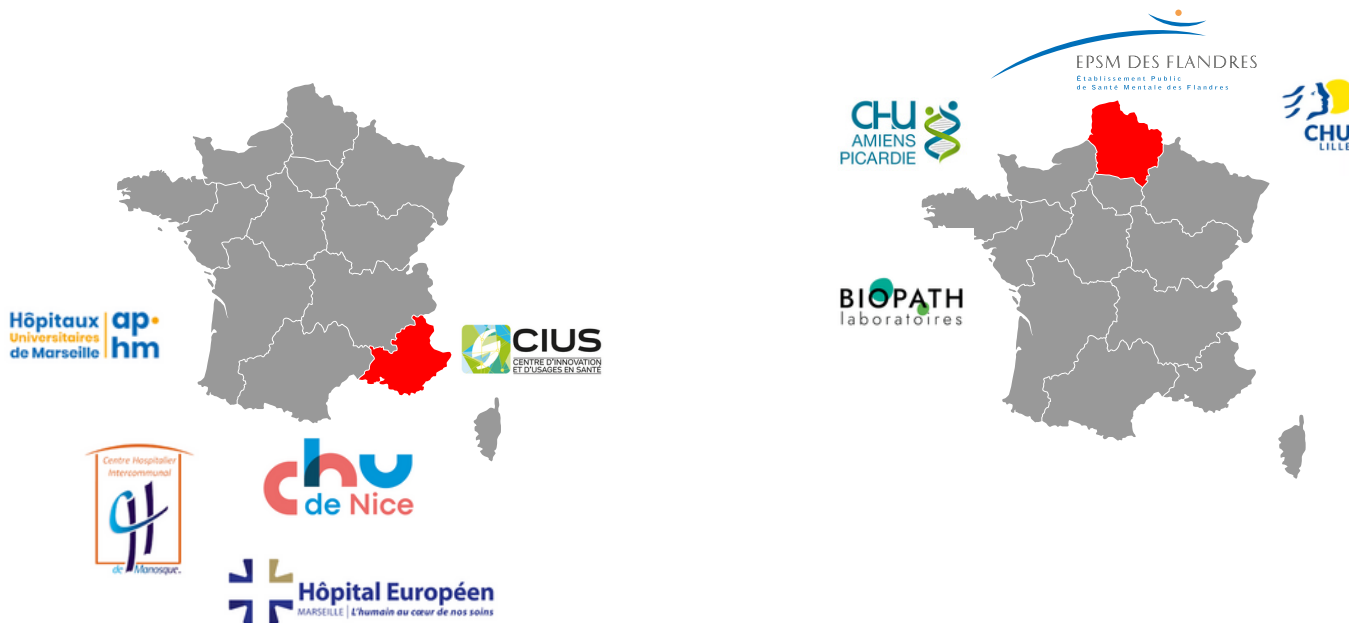 Hôpitaux
Universitaires
de Marseille
ap·
hm
CIUS
CENTRE D'INNOVATION
ET D'USAGES EN SANTÉ
Centre Hospitalier
Intercommunal
CH
de Manosque.
chu
de Nice
Hôpital Européen
MARSEILLE | L'humain au cœur de nos soins
EPSM DES FLANDRES
Établissement Public
de Santé Mentale des Flandres
CHU
AMIENS
PICARDIE
CHU
LILLE
BIOPATH
laboratoires